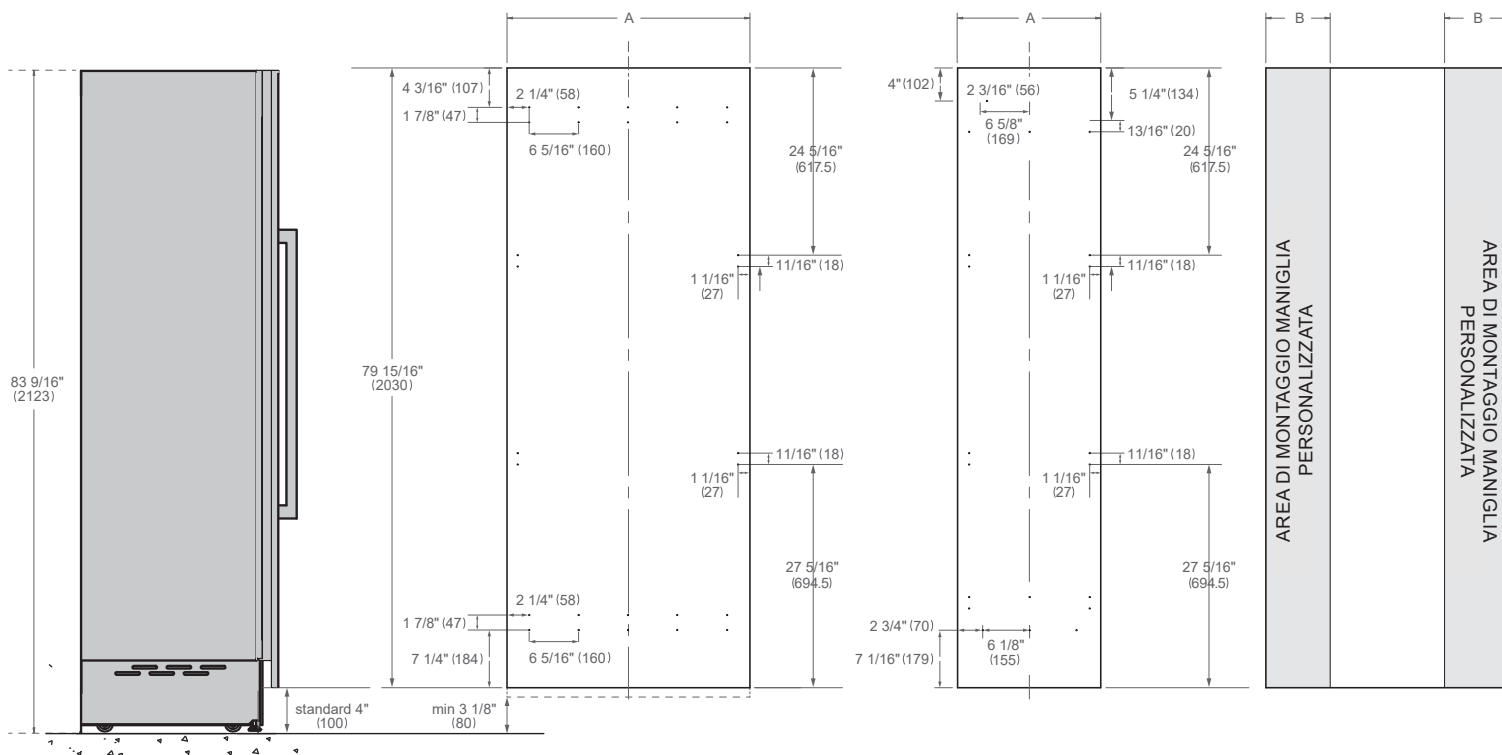 A
A
B
B
4 3/16" (107)
2 1/4" (58)
1 7/8" (47)
6 5/16" (160)
24 5/16"
(617.5)
4" (102)
2 3/16" (56)
6 5/8"
(169)
5 1/4" (134)
13/16" (20)
24 5/16"
(617.5)
11/16" (18)
1 1/16"
(27)
11/16" (18)
1 1/16"
(27)
AREA DI MONTAGGIO MANIGLIA
PERSONALIZZATA
AREA DI MONTAGGIO MANIGLIA
PERSONALIZZATA
83 9/16"
(2123)
79 15/16"
(2030)
11/16" (18)
1 1/16"
(27)
11/16" (18)
1 1/16"
(27)
27 5/16"
(694.5)
27 5/16"
(694.5)
2 1/4" (58)
1 7/8" (47)
6 5/16" (160)
7 1/4" (184)
2 3/4" (70)
6 1/8"
(155)
7 1/16" (179)
standard 4"
(100)
min 3 1/8"
(80)